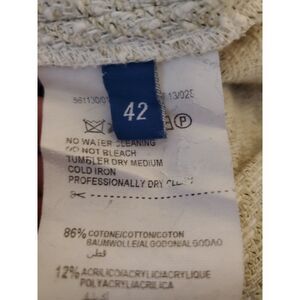 42
NO WATER CLEANING
DO NOT BLEACH
TUMBLER DRY MEDIUM
COLD IRON
PROFESSIONALLY DRY
P
86% COTONE/COTTON/COTON
BAUMWOLLE/ALGODON/ALGODAO
قطن
12% ACRILICO/ACRYLIC/ACRYLIQUE
POLYACRYL/ACRILICA